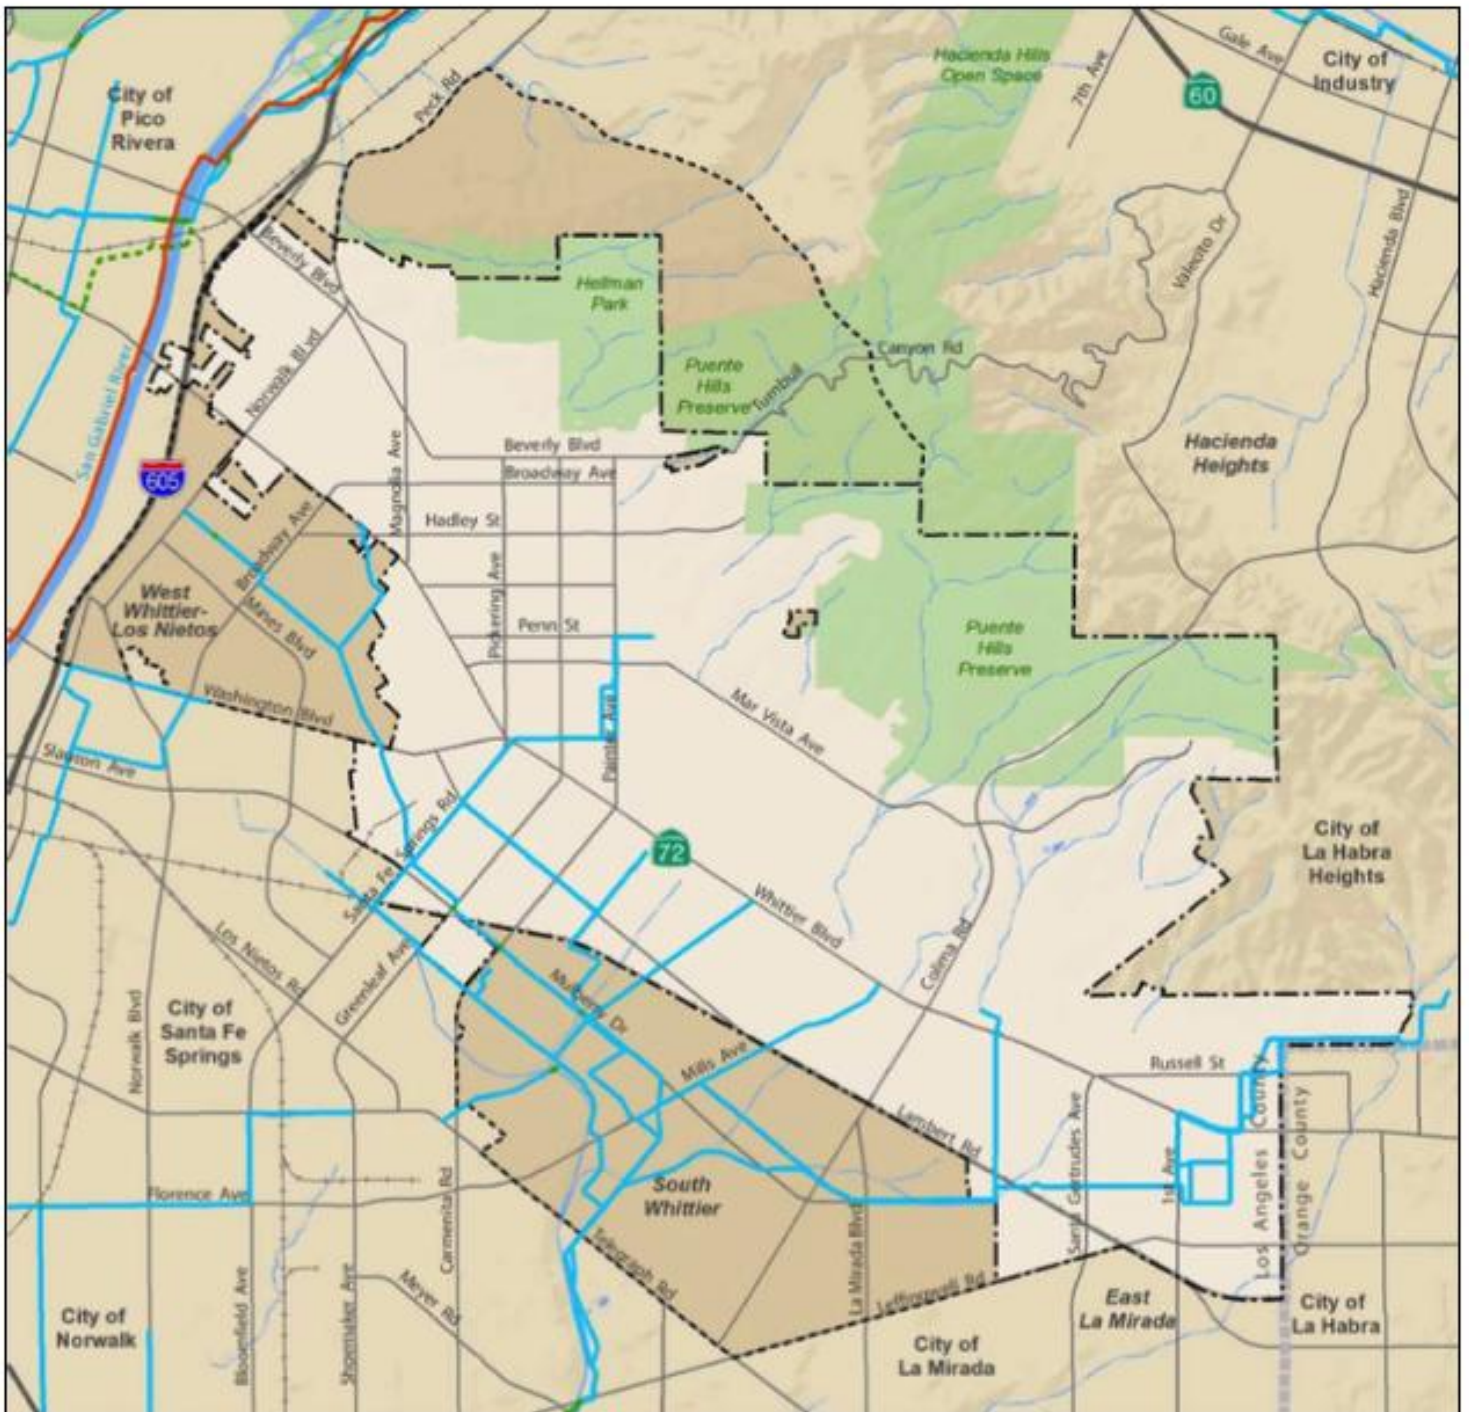 Hacienda Hills
Open Space
7th Ave
Gale Ave
City of
Industry
60
City of
Pico
Rivera
Peck Rd
Beverly Blvd
Hellman
Park
Valecito Dr
Hacienda Blvd
San Gabriel River
Norwalk Blvd
Puente
Hills
Preserve
Turnbull
Canyon Rd
605
Magnolia Ave
Beverly Blvd
Broadway Ave
Hadley St
Hacienda
Heights
West
Whittier-
Los Nietos
Broadway Ave
Mines Blvd
Pickering Ave
Penn St
Puente
Hills
Preserve
Washington Blvd
Painter Ave
Mar Vista Ave
Slauson Ave
Santa Fe Springs Rd
72
Whittier Blvd
City of
La Habra
Heights
Los Nietos Rd
Greenleaf Ave
Colima Rd
City of
Santa Fe
Springs
Norwalk Blvd
Mulberry Dr
Mills Ave
Russell St
Lambert Rd
Santa Gertrudes Ave
1st Ave
Los Angeles County
Orange County
Florence Ave
Carmenita Rd
South
Whittier
La Mirada Blvd
Telegraph Rd
Leffingwell Rd
Bloomfield Ave
Shoemaker Ave
Meyer Rd
City of
Norwalk
East
La Mirada
City of
La Mirada
City of
La Habra